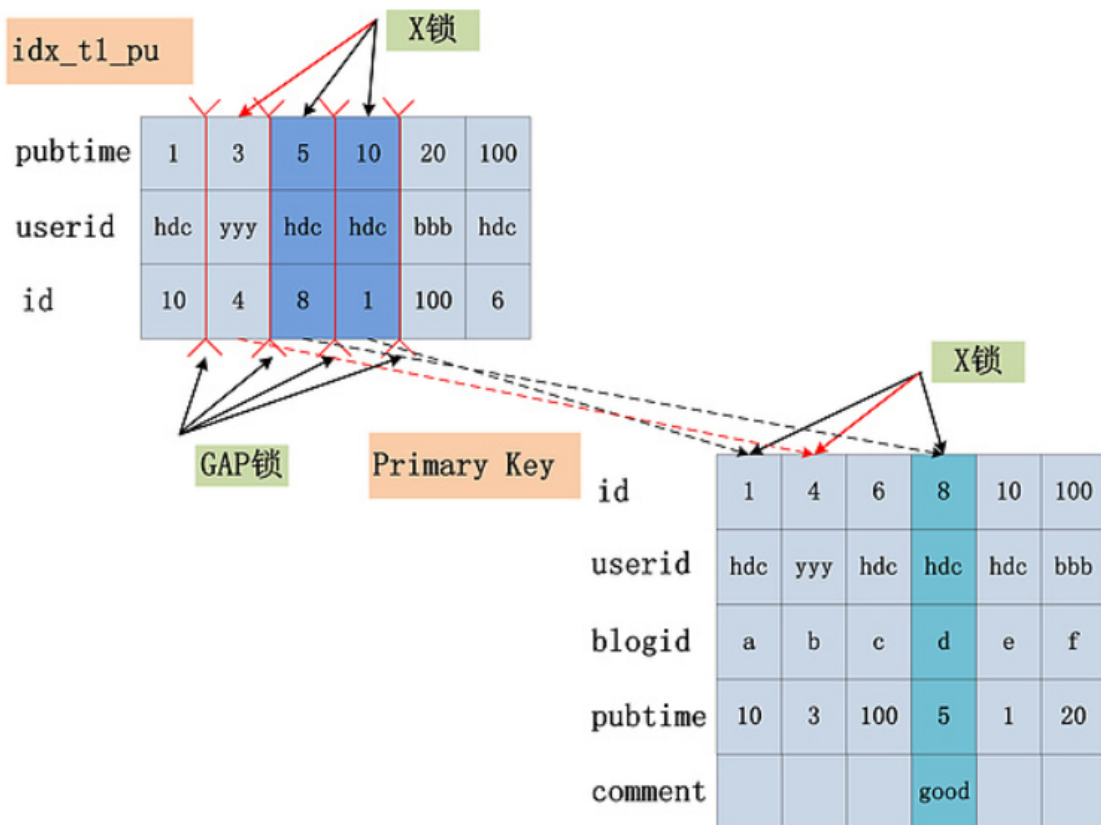 idx_t1_pu
X锁
pubtime 1 3 5 10 20 100
userid hdc yyy hdc hdc bbb hdc
id 10 4 8 1 100 6
GAP锁
Primary Key
X锁
id 1 4 6 8 10 100
userid hdc yyy hdc hdc hdc bbb
blogid a b c d e f
pubtime 10 3 100 5 1 20
comment good